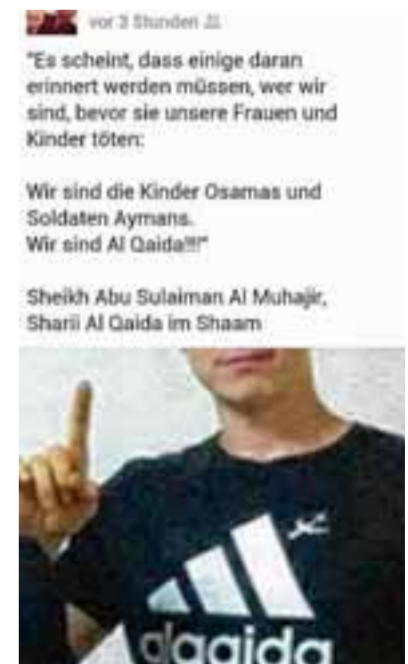 vor 3 Stunden
"Es scheint, dass einige daran
erinnert werden müssen, wer wir
sind, bevor sie unsere Frauen und
Kinder töten:
Wir sind die Kinder Osamas und
Soldaten Aymans.
Wir sind Al Qaida!!!"
Sheikh Abu Sulaiman Al Muhajir,
Sharii Al Qaida im Shaam
alqaida